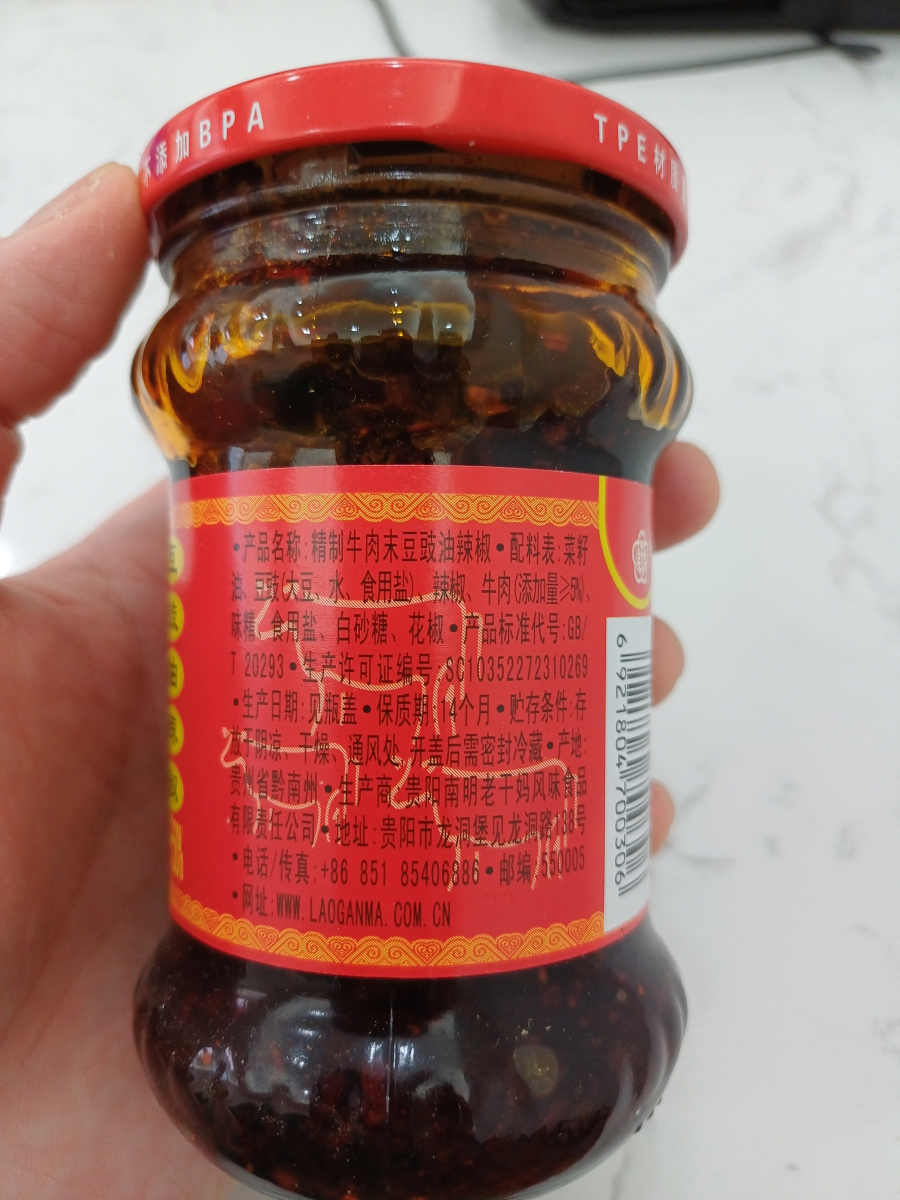 添加BPA
TPE材质
•产品名称:精制牛肉末豆豉油辣椒•配料表:菜籽
油、豆豉(大豆、水、食用盐)、辣椒、牛肉(添加量≥5%)、
味精、食用盐、白砂糖、花椒•产品标准代号:GB/
T 20293•生产许可证编号:SC10352272310269
•生产日期:见瓶盖•保质期:14个月•贮存条件:存
放于阴凉、干燥、通风处,开盖后需密封冷藏•产地:
贵州省黔南州•生产商:贵阳南明老干妈风味食品
有限责任公司•地址:贵阳市龙洞堡见龙洞路138号
•电话/传真:+86 851 85406886•邮编:550005
•网址:WWW.LAOGANMA.COM.CN
6 921804 700306